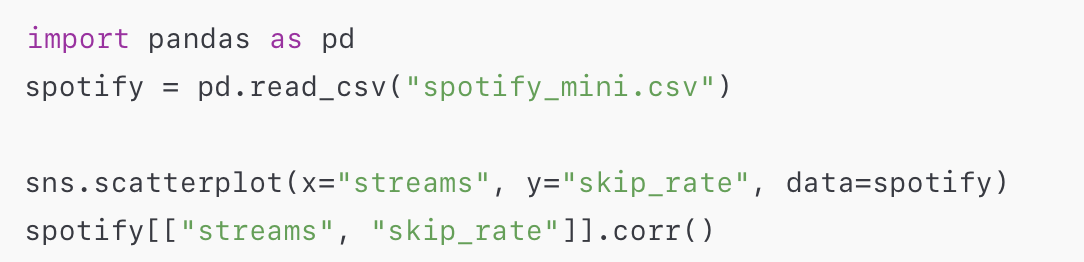 import pandas as pd
spotify = pd.read_csv("spotify_mini.csv")
sns.scatterplot(x="streams", y="skip_rate", data=spotify)
spotify[["streams", "skip_rate"]].corr()